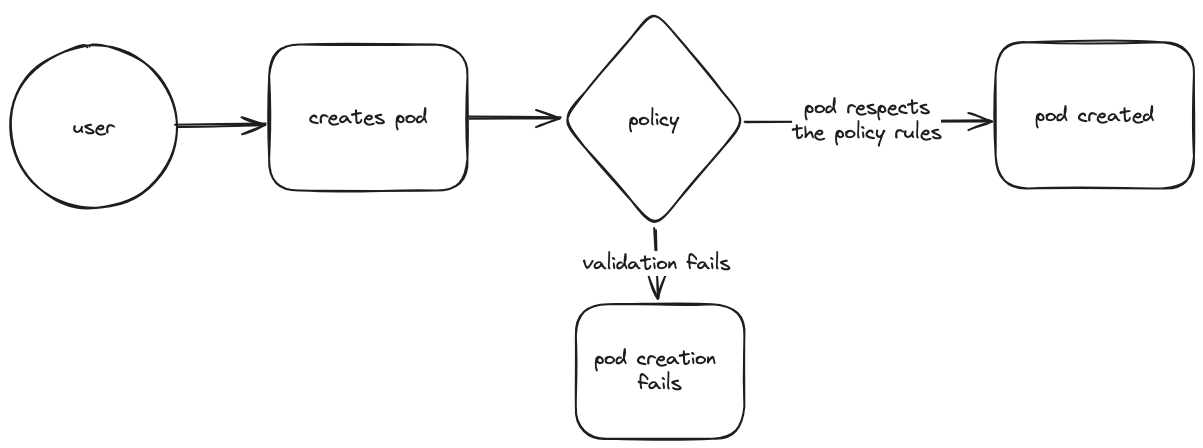 user
creates pod
policy
pod respects
the policy rules
pod created
validation fails
pod creation
fails